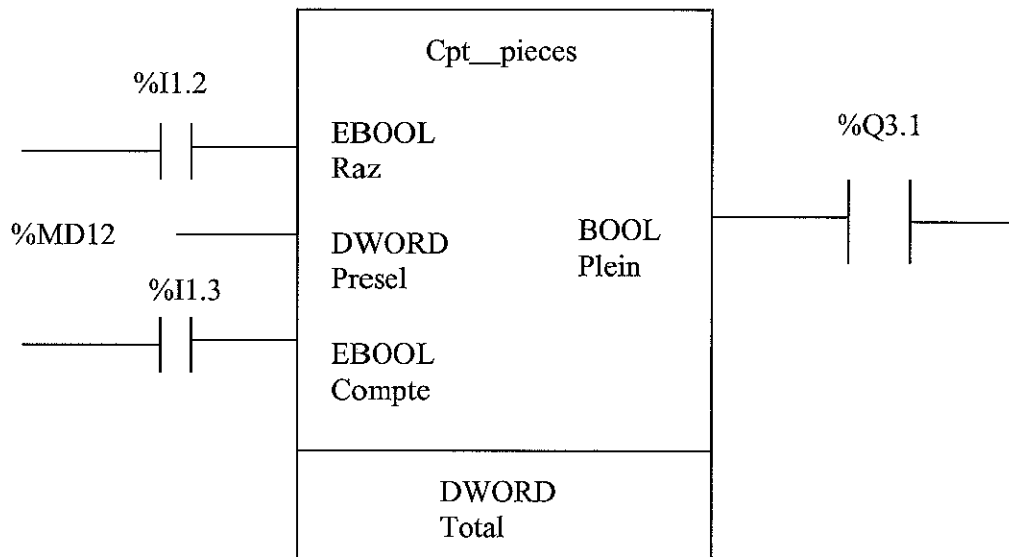 Cpt__pieces
%I1.2
EBOOL
Raz
%Q3.1
%MD12
DWORD
Presel
BOOL
Plein
%I1.3
EBOOL
Compte
DWORD
Total